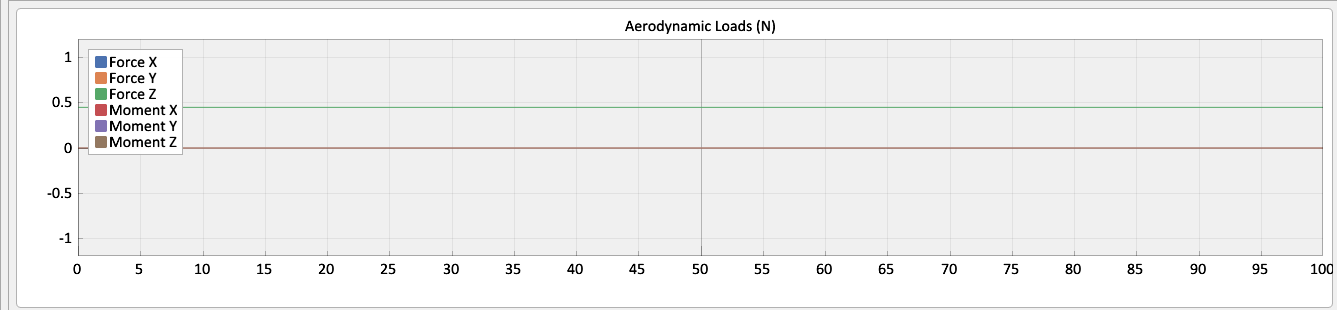 Aerodynamic Loads (N)
1
0.5
0
-0.5
-1
Force X
Force Y
Force Z
Moment X
Moment Y
Moment Z
0 5 10 15 20 25 30 35 40 45 50 55 60 65 70 75 80 85 90 95 100